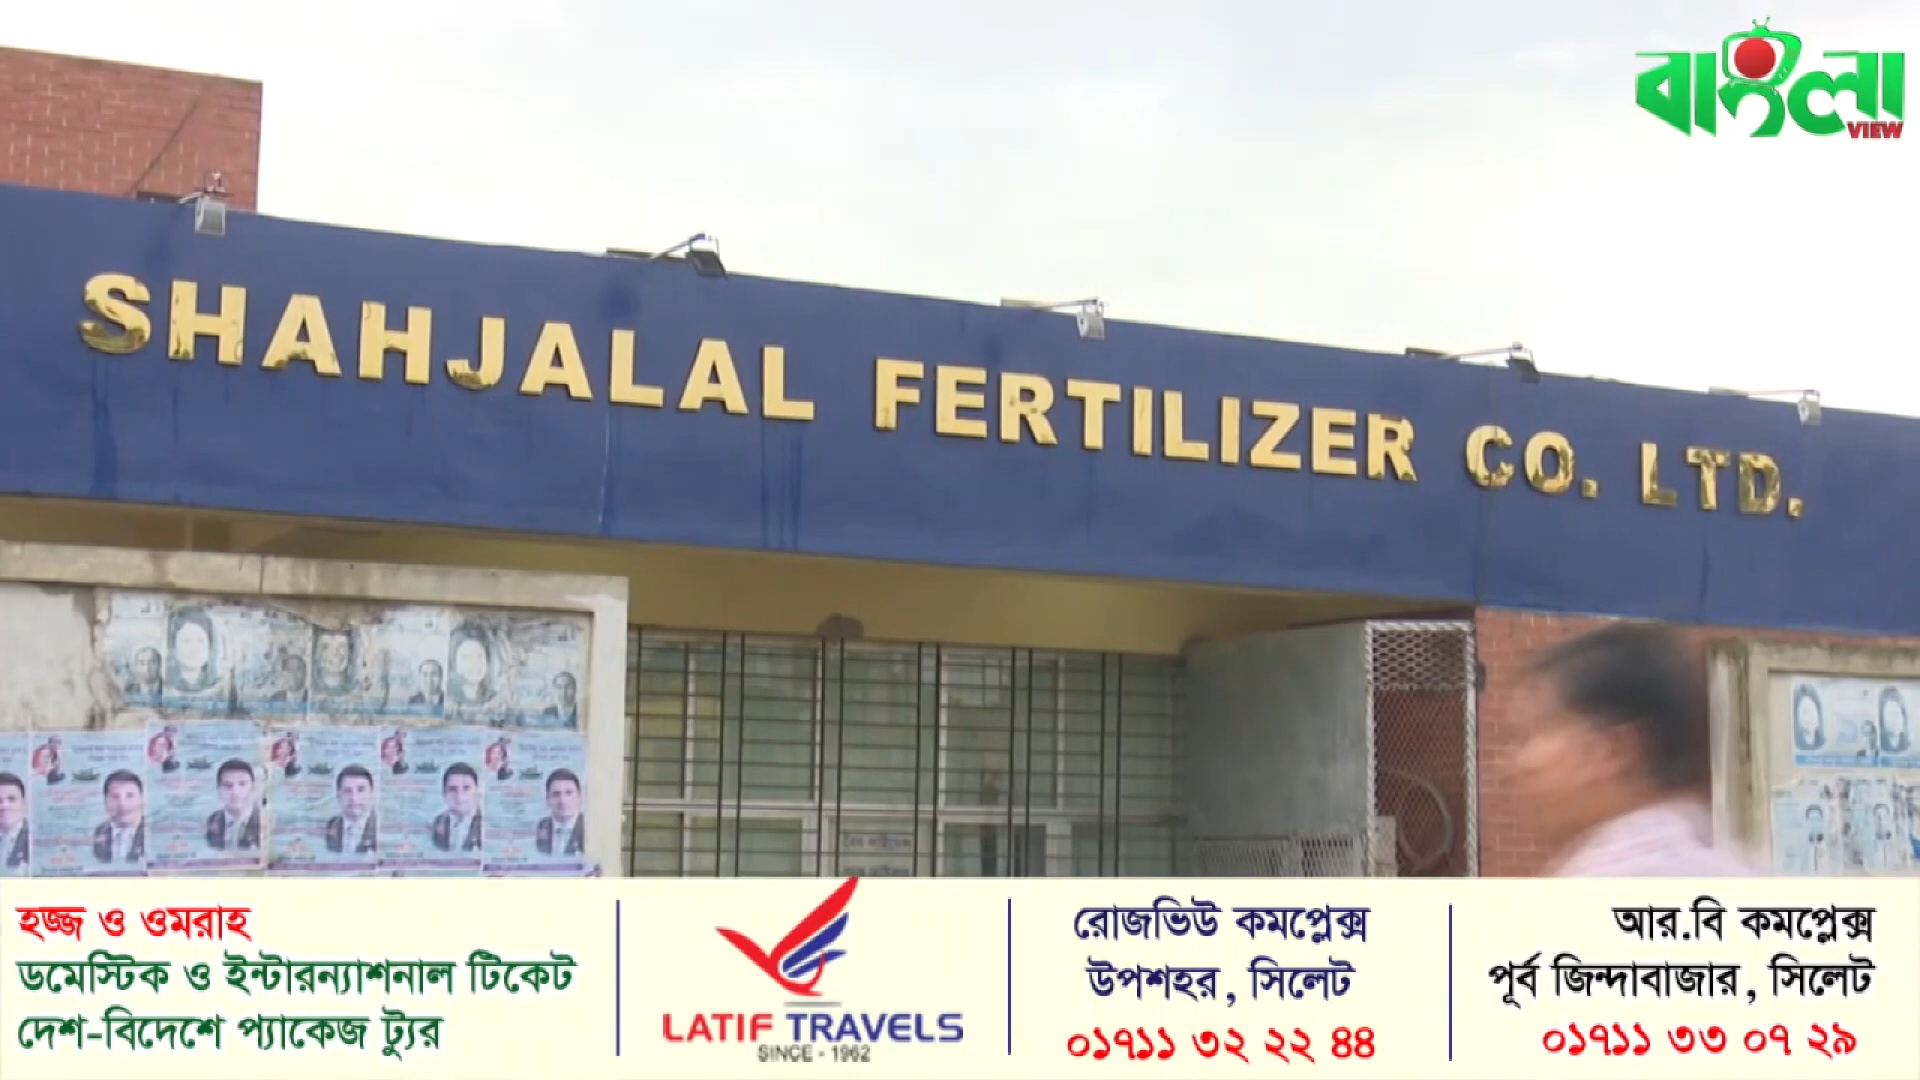 বাংলা
VIEW
SHAHJALAL FERTILIZER CO. LTD.
হজ্জ ও ওমরাহ
ডমেস্টিক ও ইন্টারন্যাশনাল টিকেট
দেশ-বিদেশে প্যাকেজ ট্যুর
LATIF TRAVELS
SINCE - 1962
রোজভিউ কমপ্লেক্স
উপশহর, সিলেট
০১৭১১ ৩২ ২২ ৪৪
আর.বি কমপ্লেক্স
পূর্ব জিন্দাবাজার, সিলেট
০১৭১১ ৩৩ ০৭ ২৯